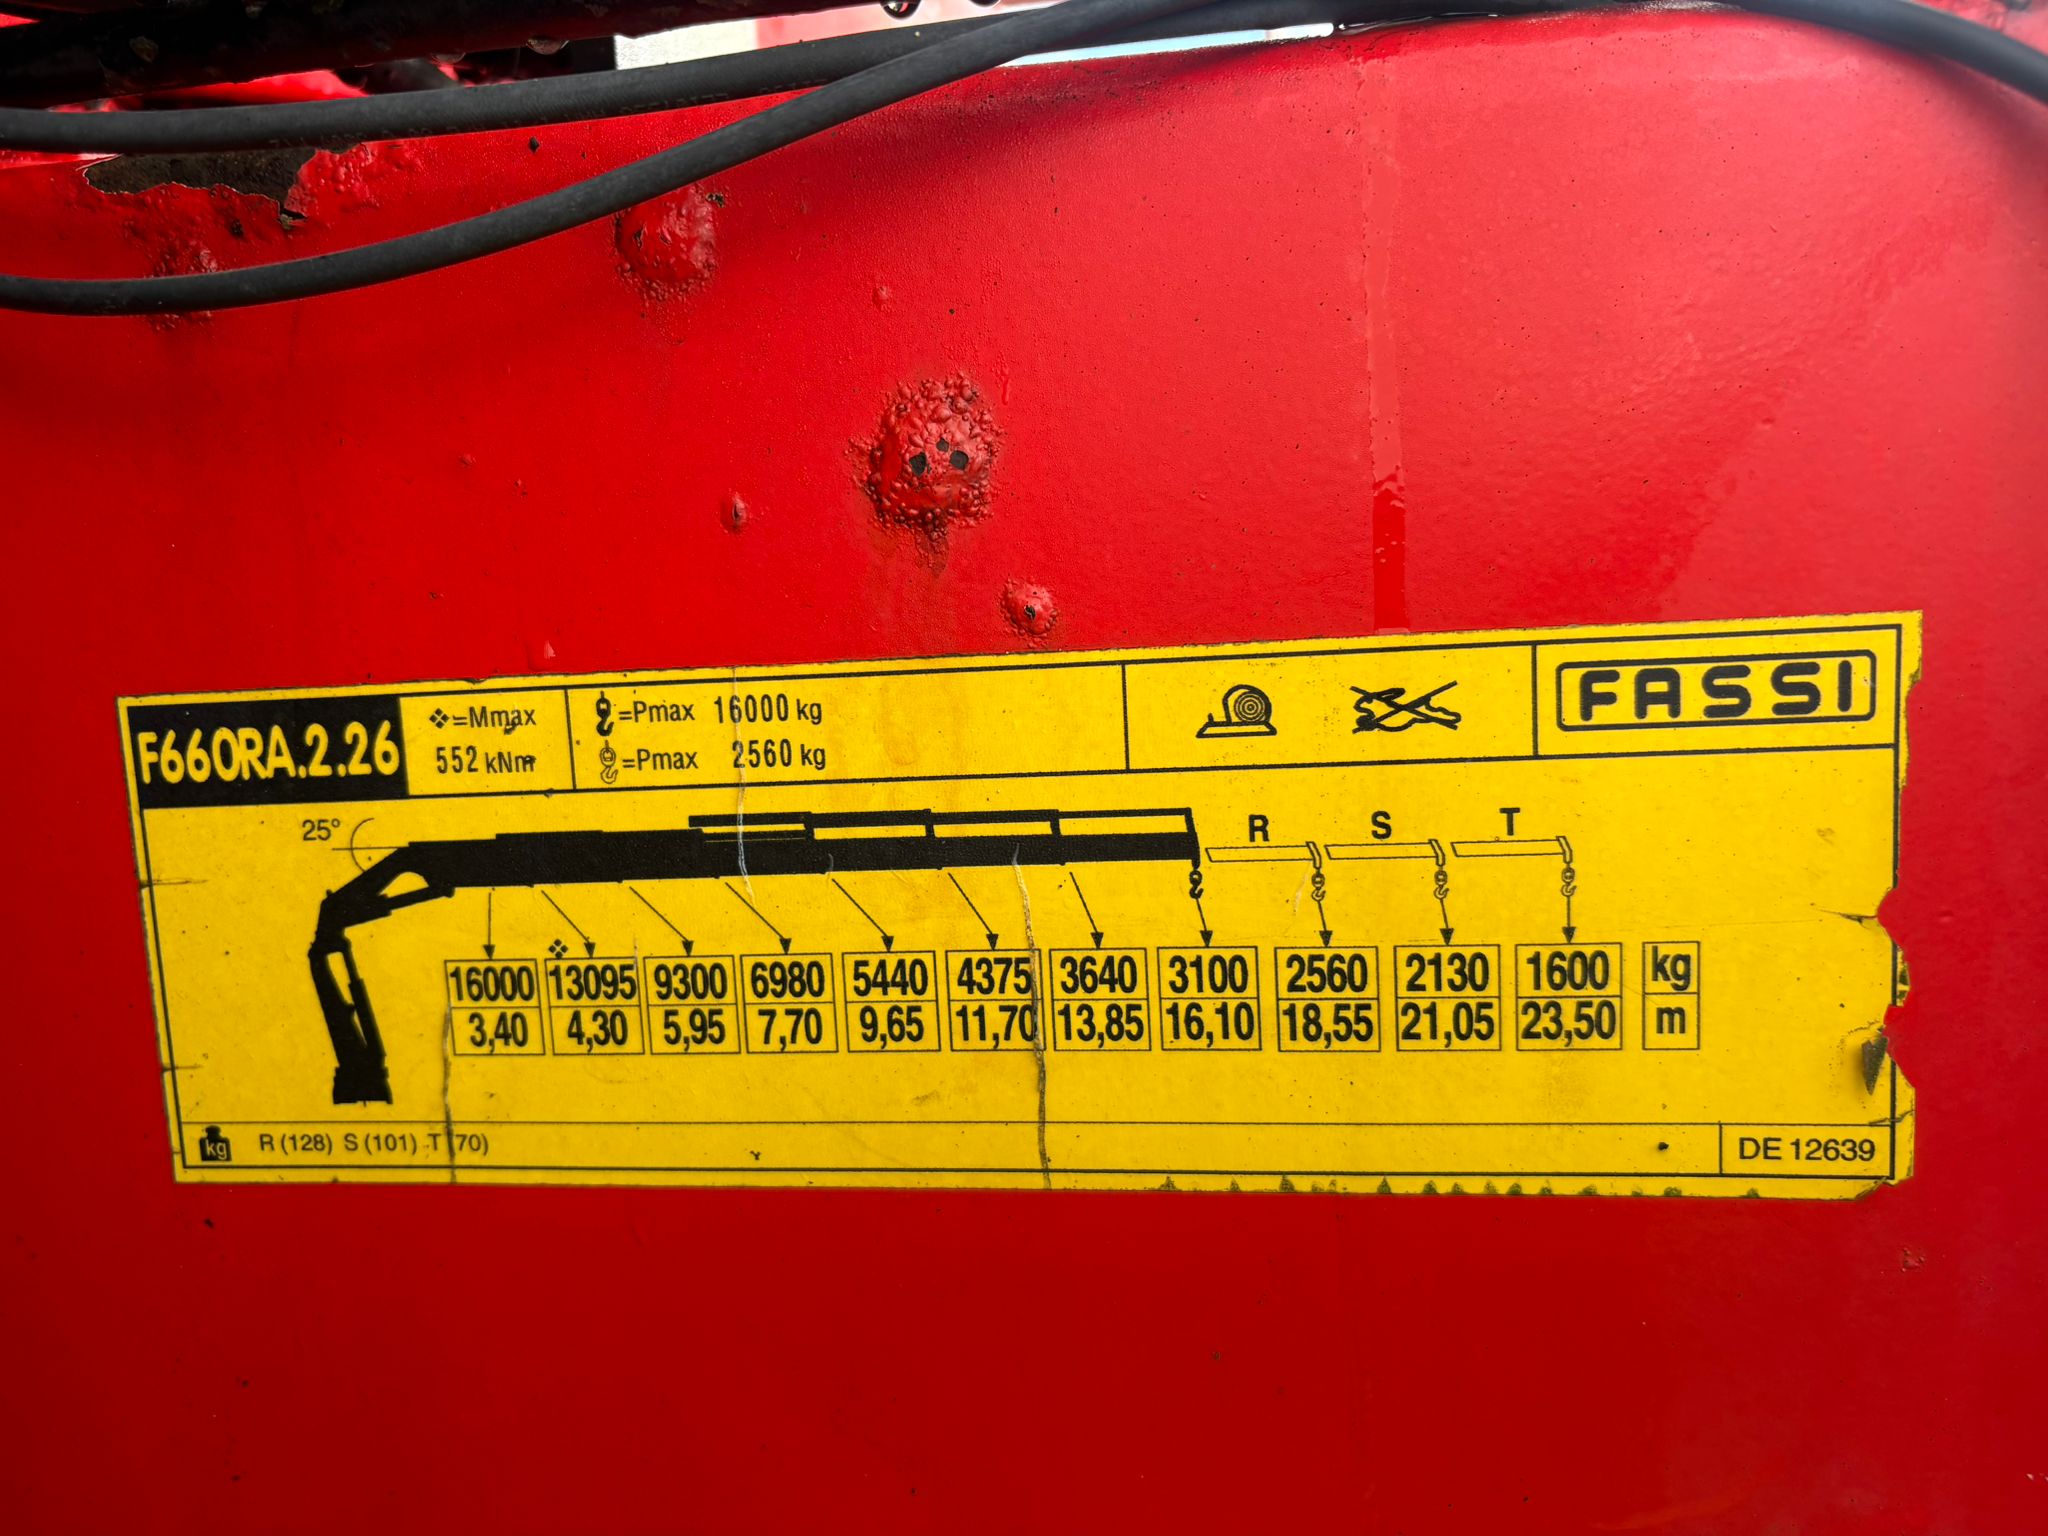 F660RA.2.26
❖=Mmax
552 kNm
=Pmax 16000 kg
=Pmax 2560 kg
FASSI
25°
R S T
❖
16000 13095 9300 6980 5440 4375 3640 3100 2560 2130 1600 kg
3,40 4,30 5,95 7,70 9,65 11,70 13,85 16,10 18,55 21,05 23,50 m
kg R (128) S (101) T (70)
DE 12639